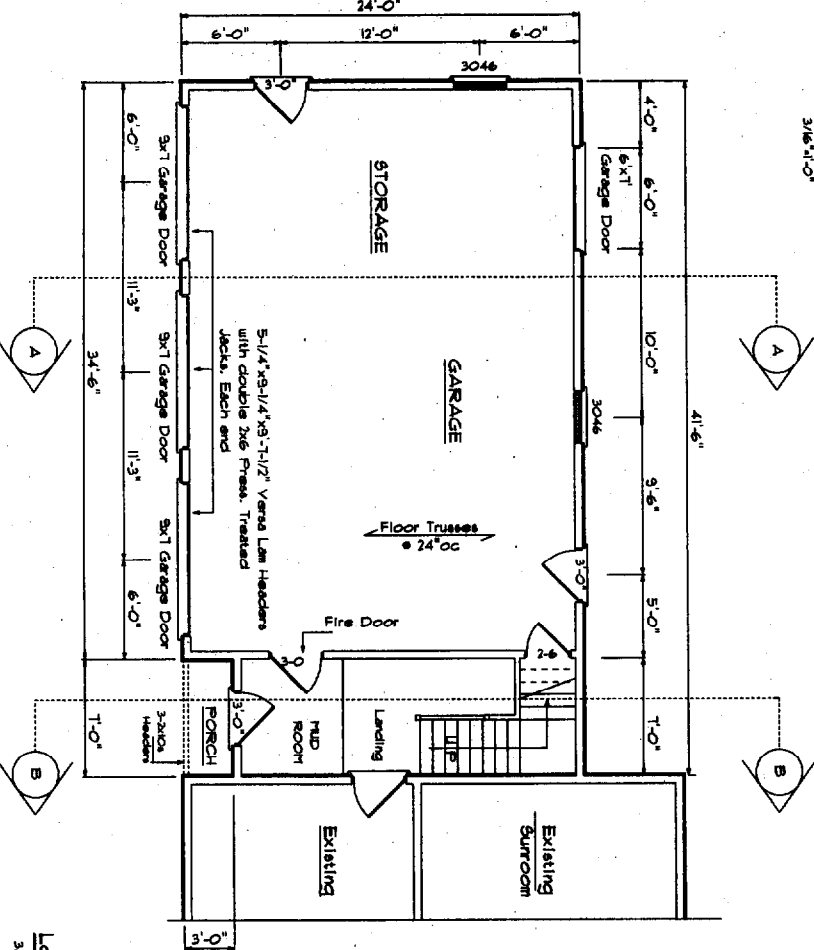 24'-0"
6'-0"
12'-0"
6'-0"
3'-0"
3046
3/16"=1'-0"
4'-0"
6'-0"
10'-0"
9'-6"
5'-0"
7'-0"
41'-6"
6'x7'
Garage Door
3046
3'-0"
2-6
A
B
STORAGE
GARAGE
Floor Trusses
@ 24"OC
5-1/4"x9-1/4"x9'-7-1/2" Versa Lam Headers
with double 2x6 Press. Treated
Jacks. Each end
Fire Door
3-0
UP
Landing
MUD
ROOM
3'-0"
PORCH
3-2x10s
Headers
9x7 Garage Door
9x7 Garage Door
9x7 Garage Door
6'-0"
11'-3"
11'-3"
6'-0"
34'-6"
7'-0"
A
B
Existing
Sunroom
Existing
3'-0"